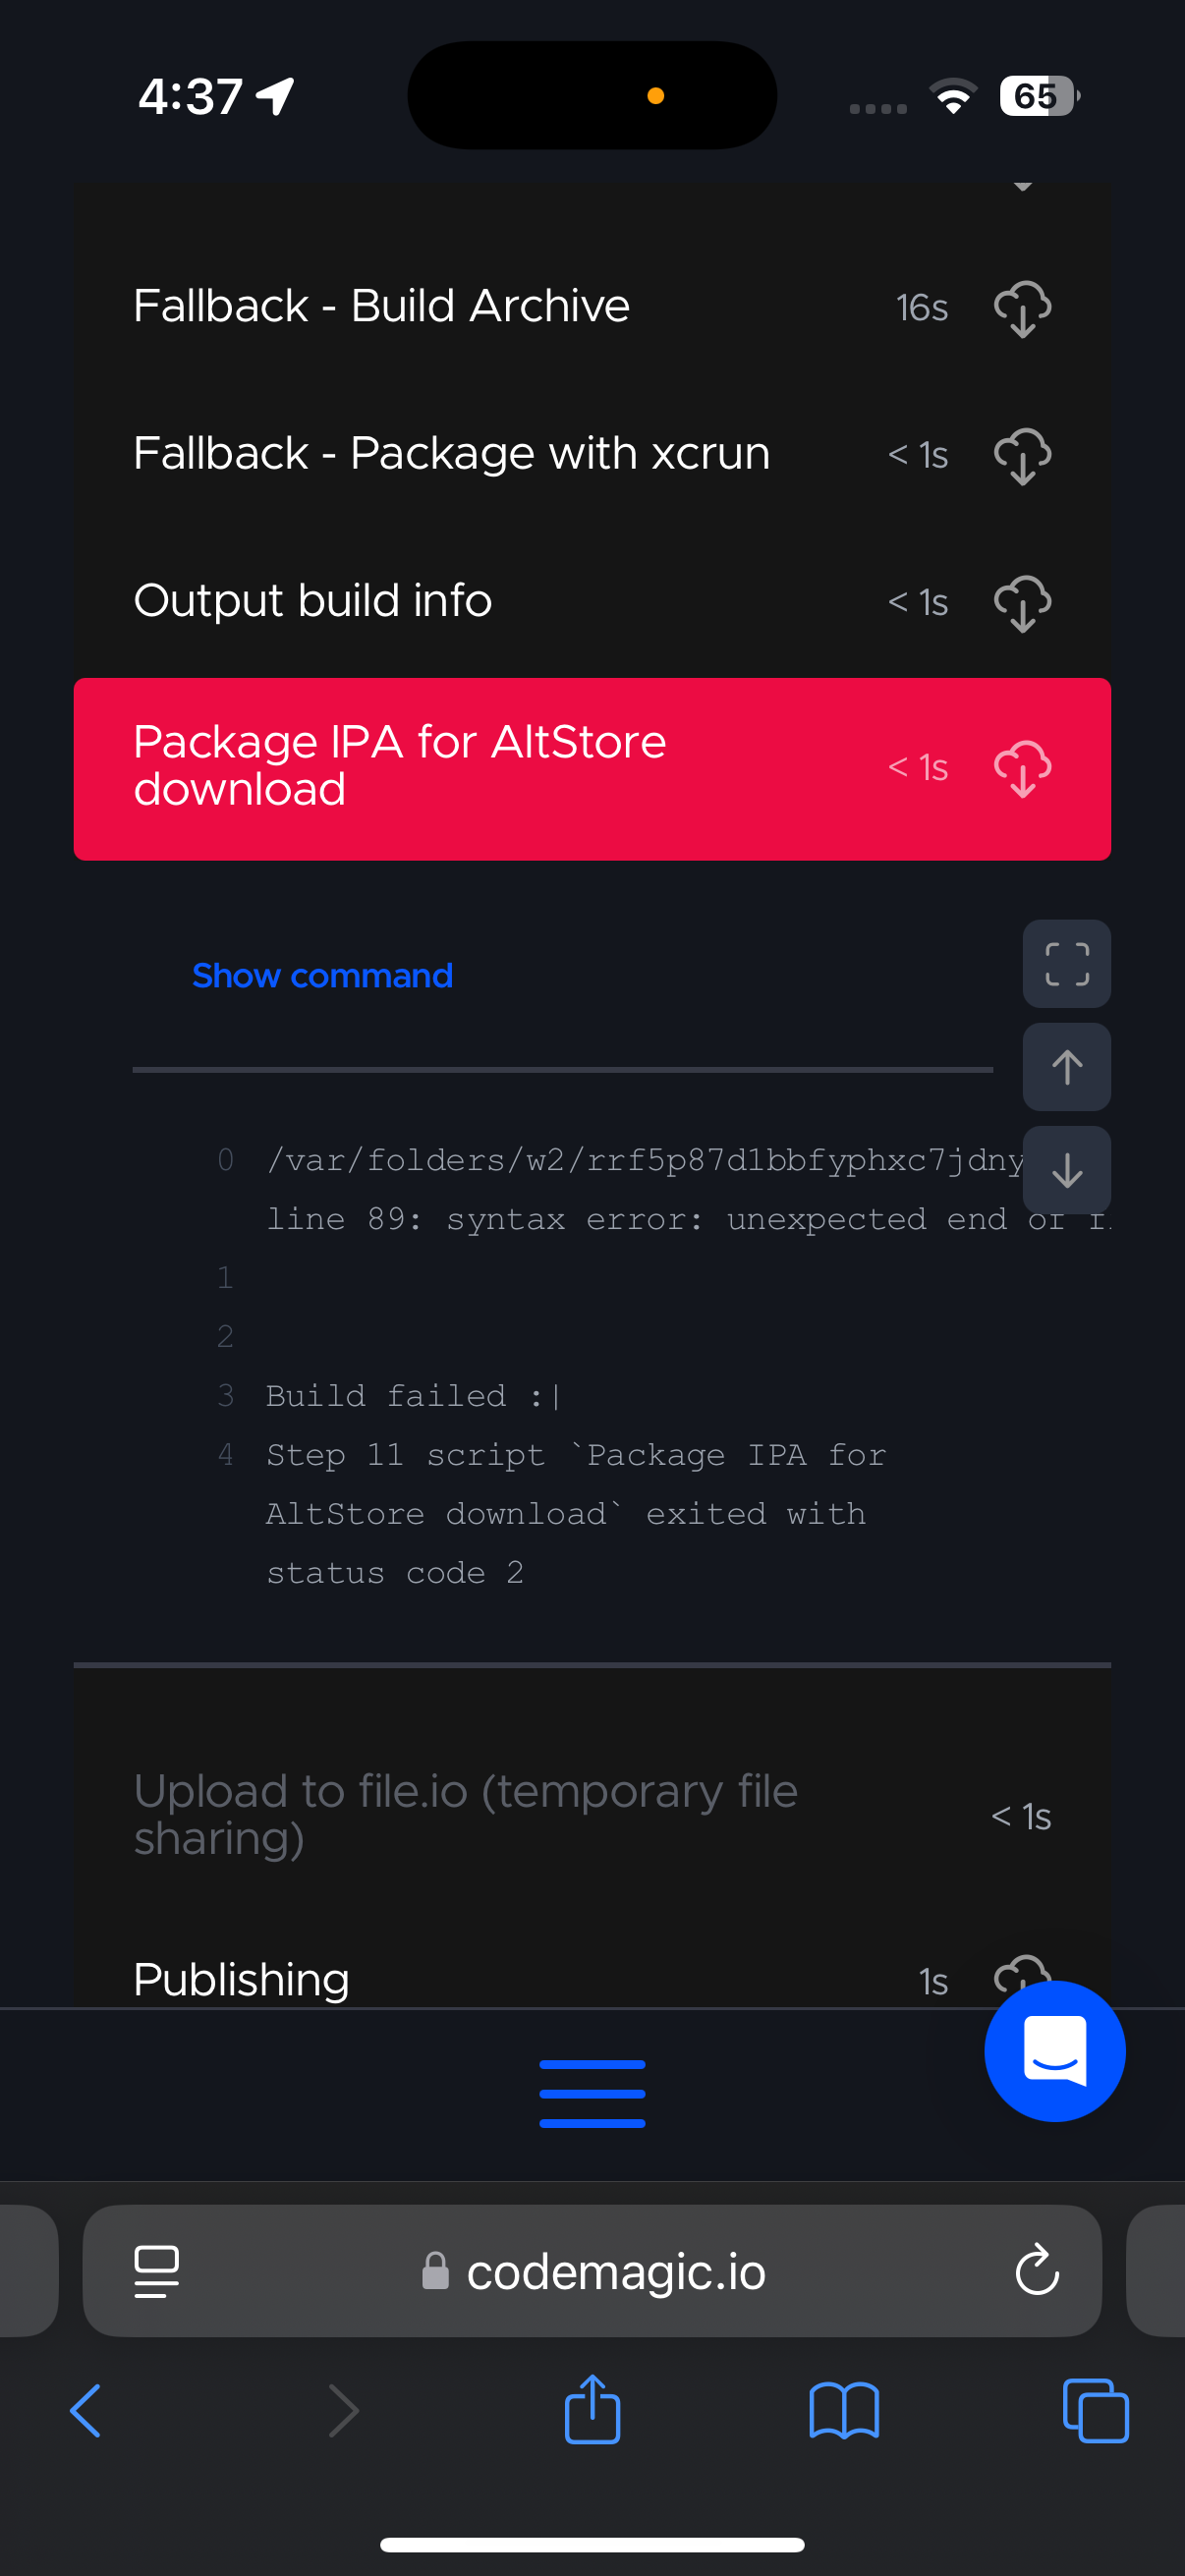 4:37
65
Fallback - Build Archive
16s
Fallback - Package with xcrun
< 1s
Output build info
< 1s
Package IPA for AltStore
download
< 1s
Show command
0 /var/folders/w2/rrf5p87d1bbfyphxc7jdny
line 89: syntax error: unexpected end of
1
2
3 Build failed :|
4 Step 11 script `Package IPA for
AltStore download` exited with
status code 2
Upload to file.io (temporary file
sharing)
< 1s
Publishing
1s
codemagic.io